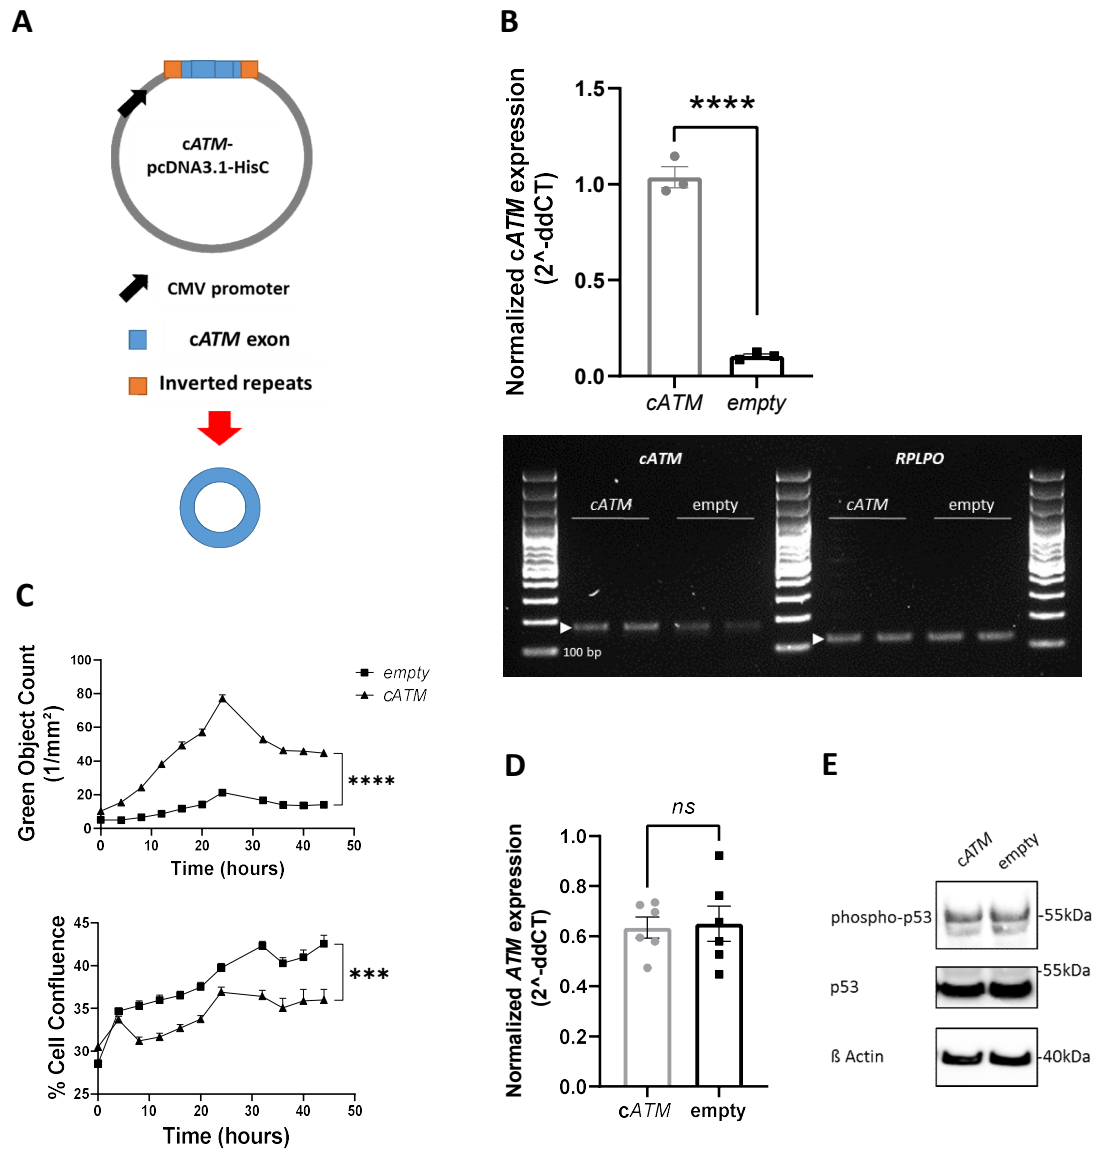 A
cATM-
pcDNA3.1-HisC
CMV promoter
cATM exon
Inverted repeats
B
Normalized cATM expression
(2^-ddCT)
1.5
1.0
0.5
0.0
****
cATM
empty
cATM
RPLPO
cATM
empty
cATM
empty
100 bp
C
Green Object Count
(1/mm²)
100
80
60
40
20
0
0
10
20
30
40
50
Time (hours)
empty
cATM
****
% Cell Confluence
45
40
35
30
25
0
10
20
30
40
50
Time (hours)
***
D
Normalized ATM expression
(2^-ddCT)
1.0
0.8
0.6
0.4
0.2
0.0
ns
cATM
empty
E
cATM
empty
phospho-p53
-55kDa
p53
-55kDa
ß Actin
-40kDa